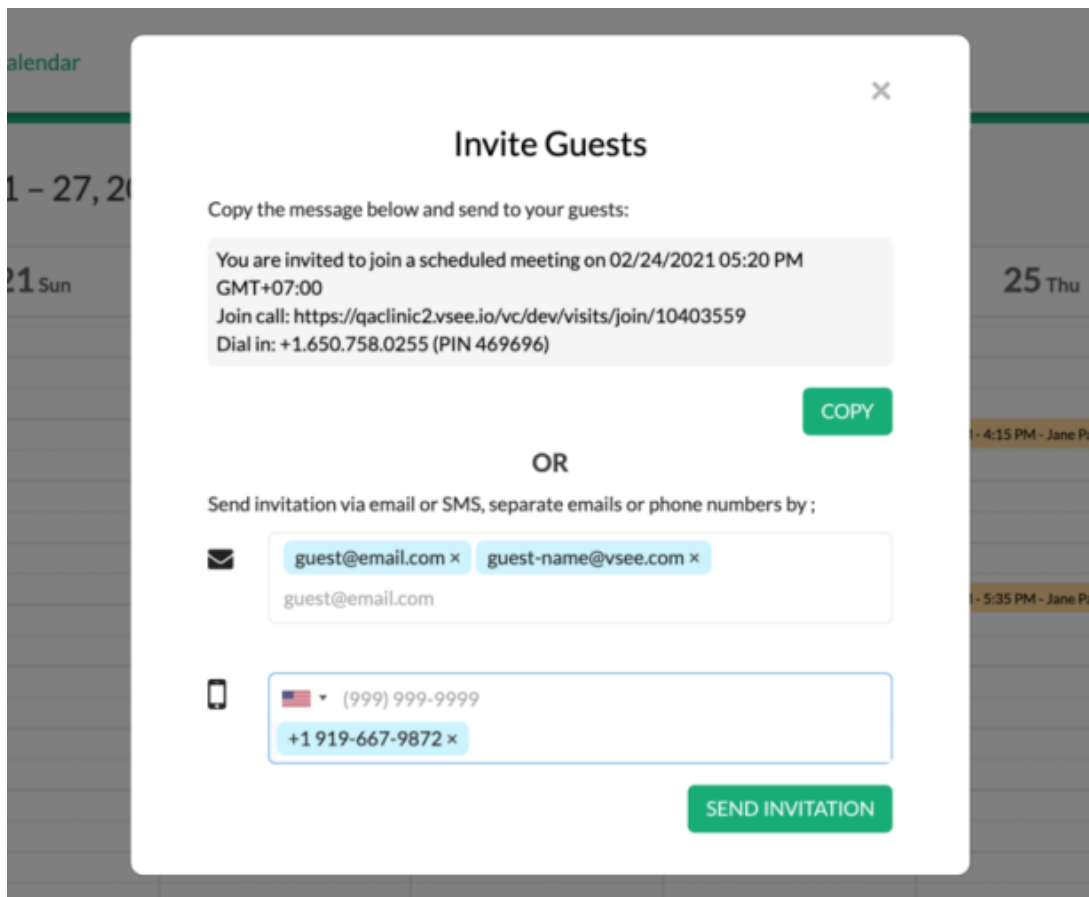 alendar
×
Invite Guests
1 – 27, 20
Copy the message below and send to your guests:
You are invited to join a scheduled meeting on 02/24/2021 05:20 PM
GMT+07:00
Join call: https://qaclinic2.vsee.io/vc/dev/visits/join/10403559
Dial in: +1.650.758.0255 (PIN 469696)
21 Sun
25 Thu
COPY
- 4:15 PM - Jane Pa
OR
Send invitation via email or SMS, separate emails or phone numbers by ;
guest@email.com × guest-name@vsee.com ×
guest@email.com
- 5:35 PM - Jane Pa
(999) 999-9999
+1 919-667-9872 ×
SEND INVITATION